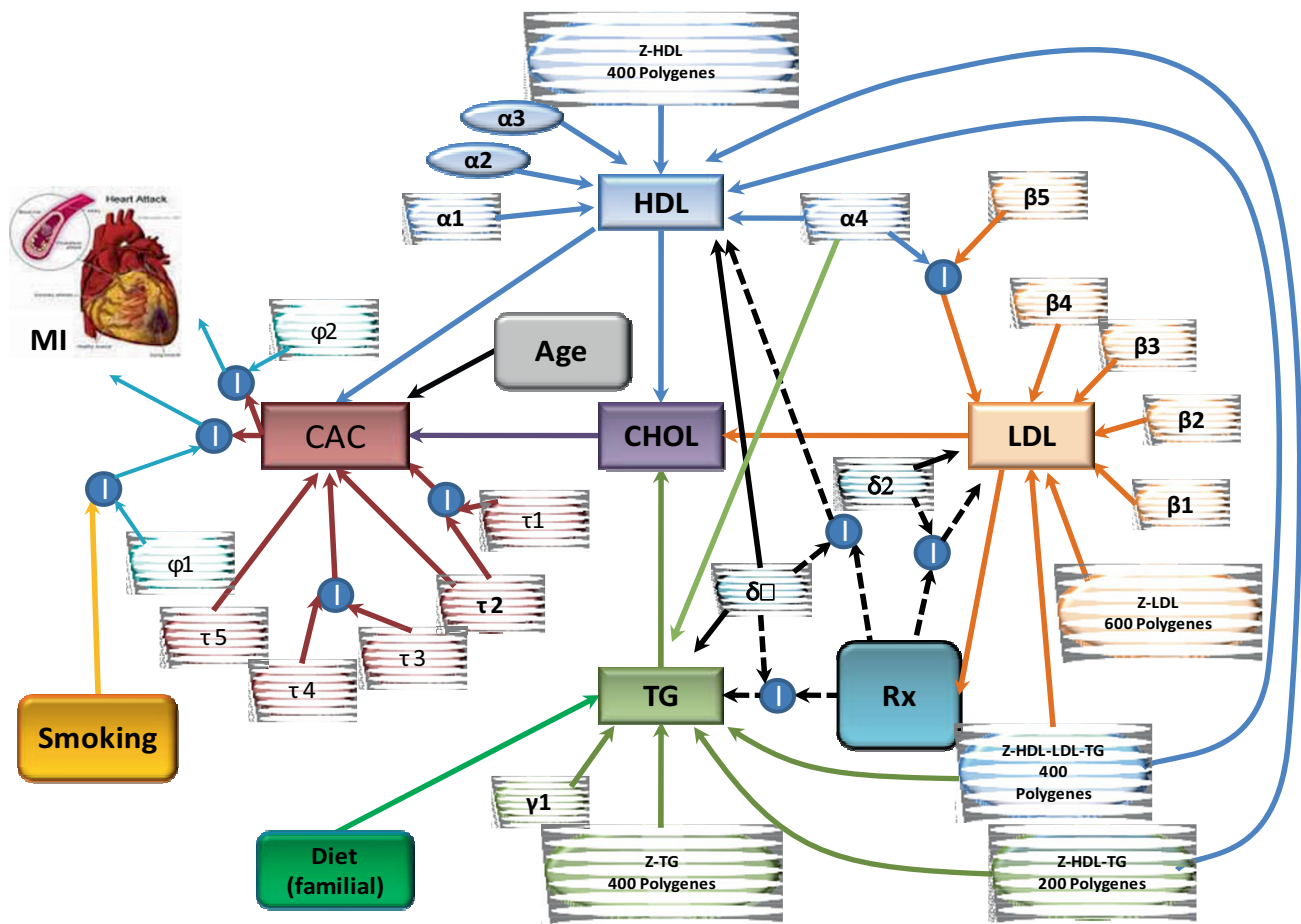 Z-HDL
400 Polygenes
α3
α2
α1
HDL
α4
β5
I
β4
β3
β2
β1
Heart Attack
MI
φ2
I
I
Age
CAC
CHOL
LDL
I
φ1
I
τ1
δ2
I
I
δ□
τ 2
I
τ 5
τ 4
τ 3
Z-LDL
600 Polygenes
Smoking
TG
I
Rx
Z-HDL-LDL-TG
400
Polygenes
γ1
Diet
(familial)
Z-TG
400 Polygenes
Z-HDL-TG
200 Polygenes